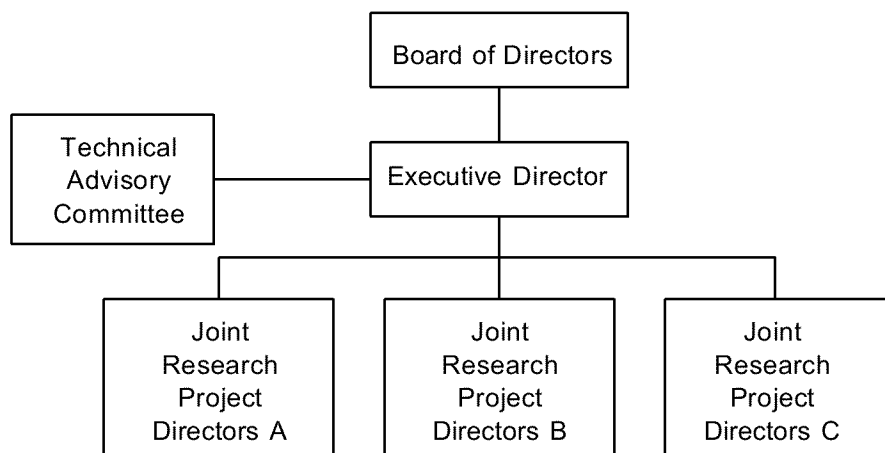 Board of Directors
Technical
Advisory
Committee
Executive Director
Joint
Research
Project
Directors A
Joint
Research
Project
Directors B
Joint
Research
Project
Directors C